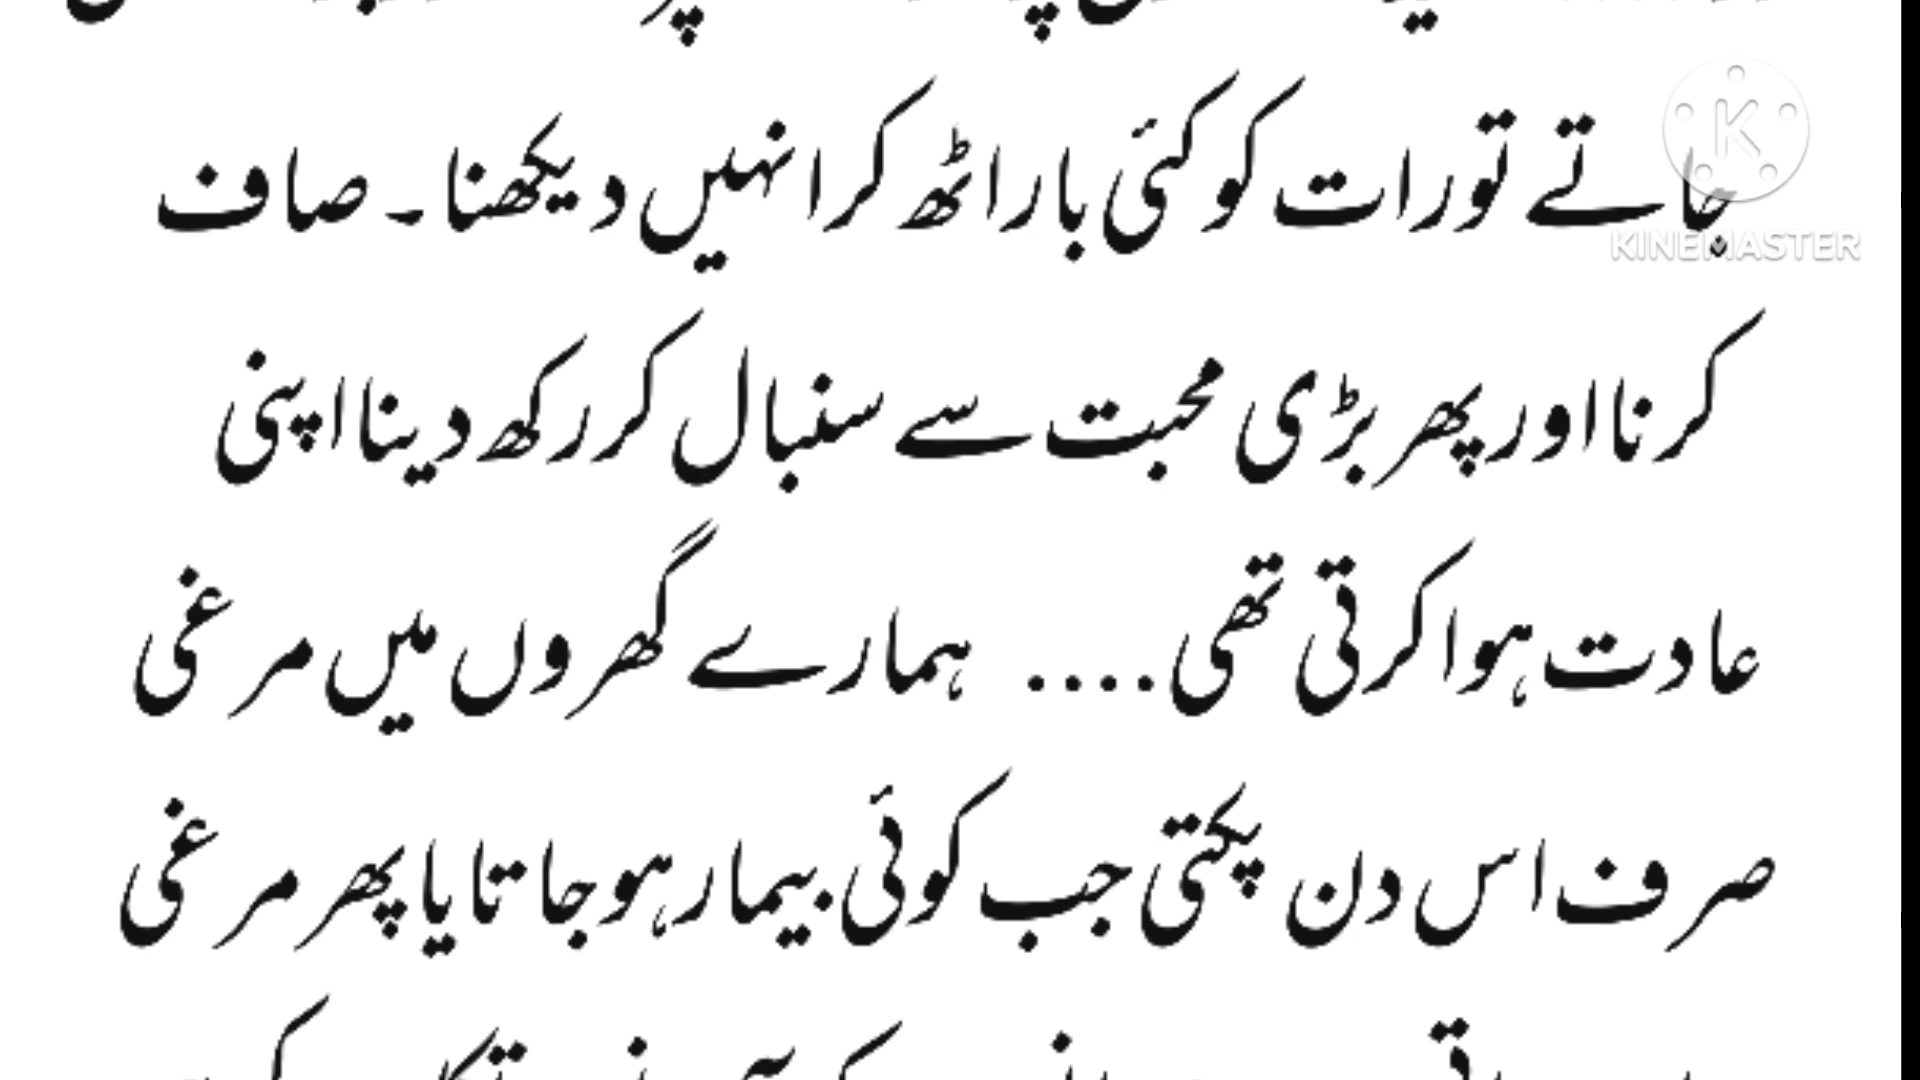 جاتے تو رات کو کئی بار اٹھ کر انہیں دیکھنا۔ صاف
KINEMASTER
کرنا اور پھر بڑی محبت سے سنبال کر رکھ دینا اپنی
عادت ہوا کرتی تھی.... ہمارے گھروں میں مرغی
صرف اس دن پکتی جب کوئی بیمار ہو جاتا یا پھر مرغی